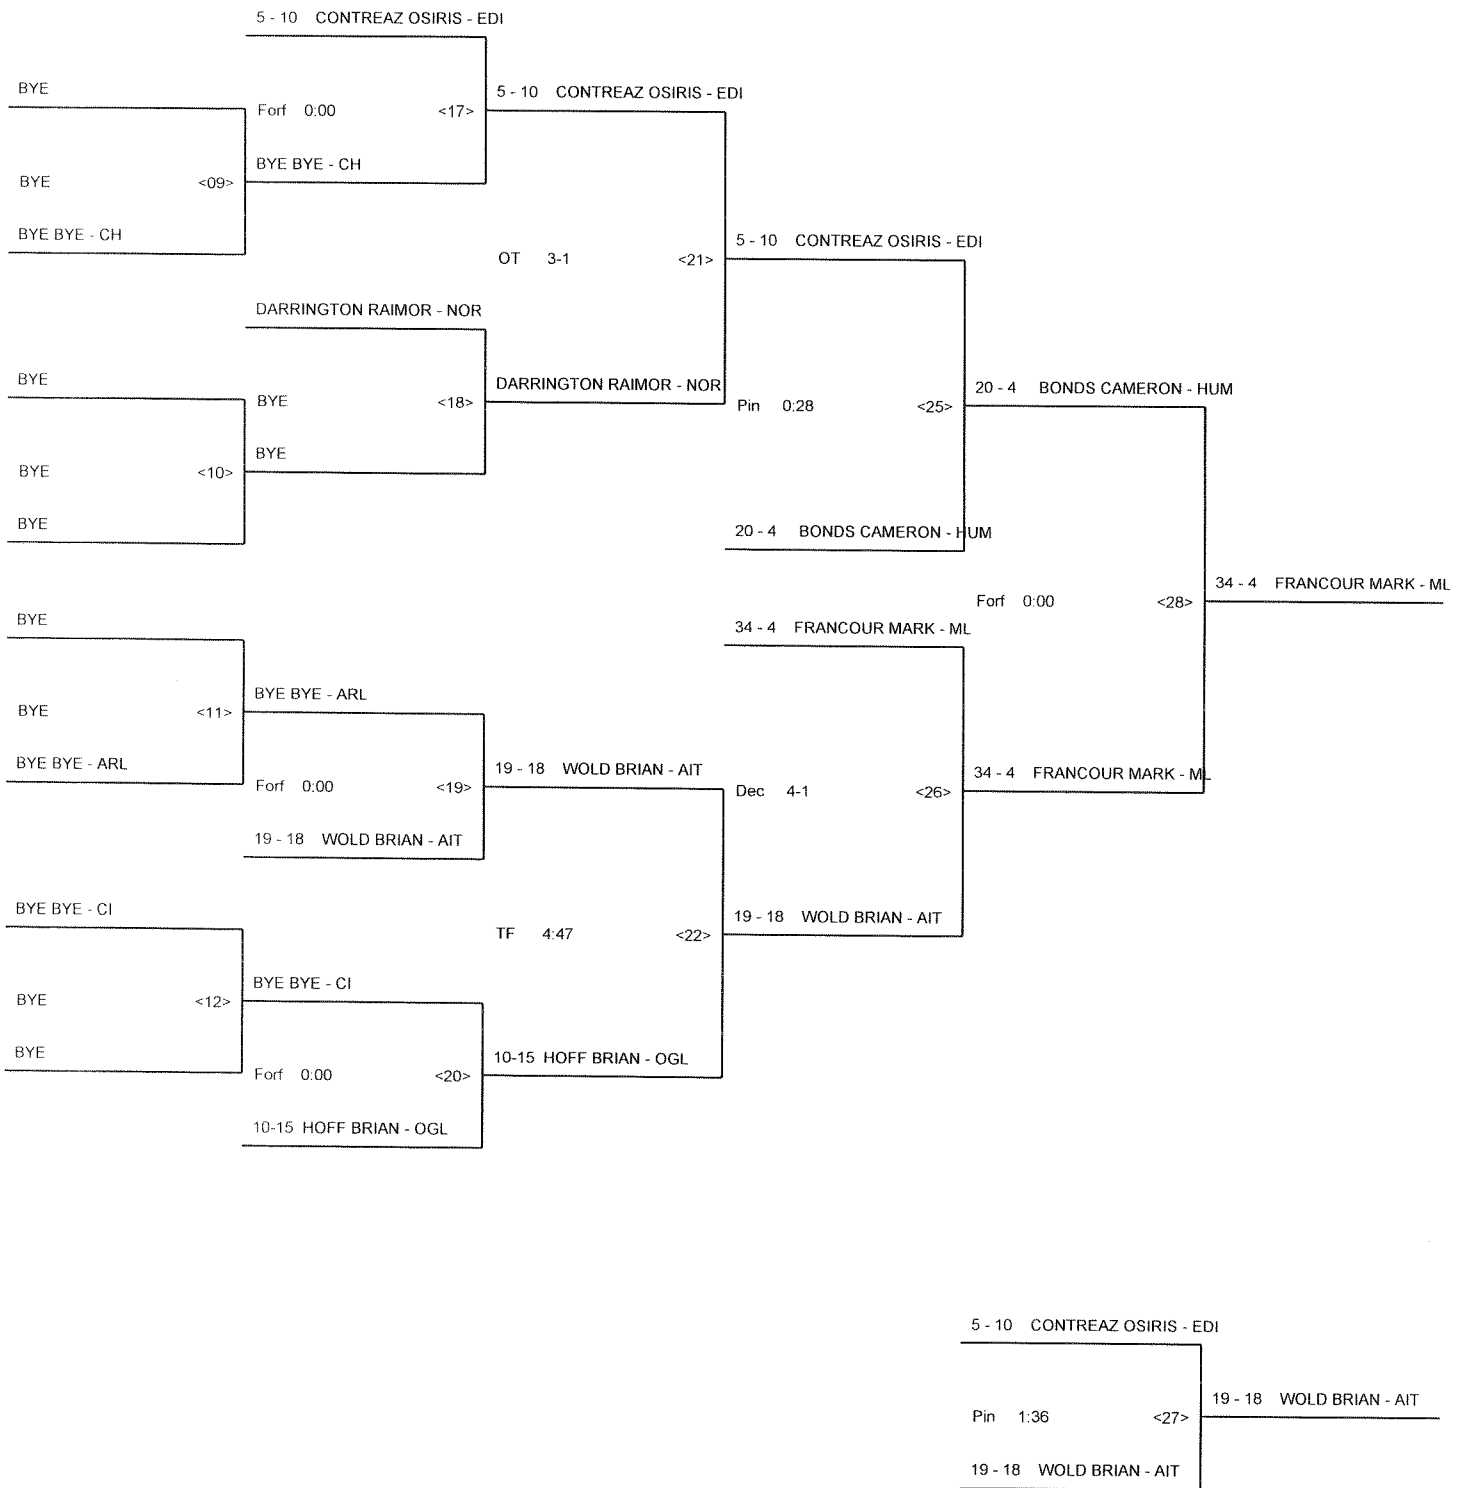 5 - 10 CONTREAZ OSIRIS - EDI
BYE
Forf 0:00 <17>
5 - 10 CONTREAZ OSIRIS - EDI
BYE BYE - CH
BYE <09>
BYE BYE - CH
OT 3-1 <21>
5 - 10 CONTREAZ OSIRIS - EDI
DARRINGTON RAIMOR - NOR
BYE
BYE <18>
DARRINGTON RAIMOR - NOR
Pin 0:28 <25>
20 - 4 BONDS CAMERON - HUM
BYE
BYE <10>
BYE
20 - 4 BONDS CAMERON - HUM
Forf 0:00 <28>
34 - 4 FRANCOUR MARK - ML
BYE
34 - 4 FRANCOUR MARK - ML
BYE BYE - ARL
BYE <11>
BYE BYE - ARL
Forf 0:00 <19>
19 - 18 WOLD BRIAN - AIT
Dec 4-1 <26>
34 - 4 FRANCOUR MARK - ML
19 - 18 WOLD BRIAN - AIT
BYE BYE - CI
TF 4:47 <22>
19 - 18 WOLD BRIAN - AIT
BYE BYE - CI
BYE <12>
BYE
Forf 0:00 <20>
10-15 HOFF BRIAN - OGL
10-15 HOFF BRIAN - OGL
5 - 10 CONTREAZ OSIRIS - EDI
Pin 1:36 <27>
19 - 18 WOLD BRIAN - AIT
19 - 18 WOLD BRIAN - AIT